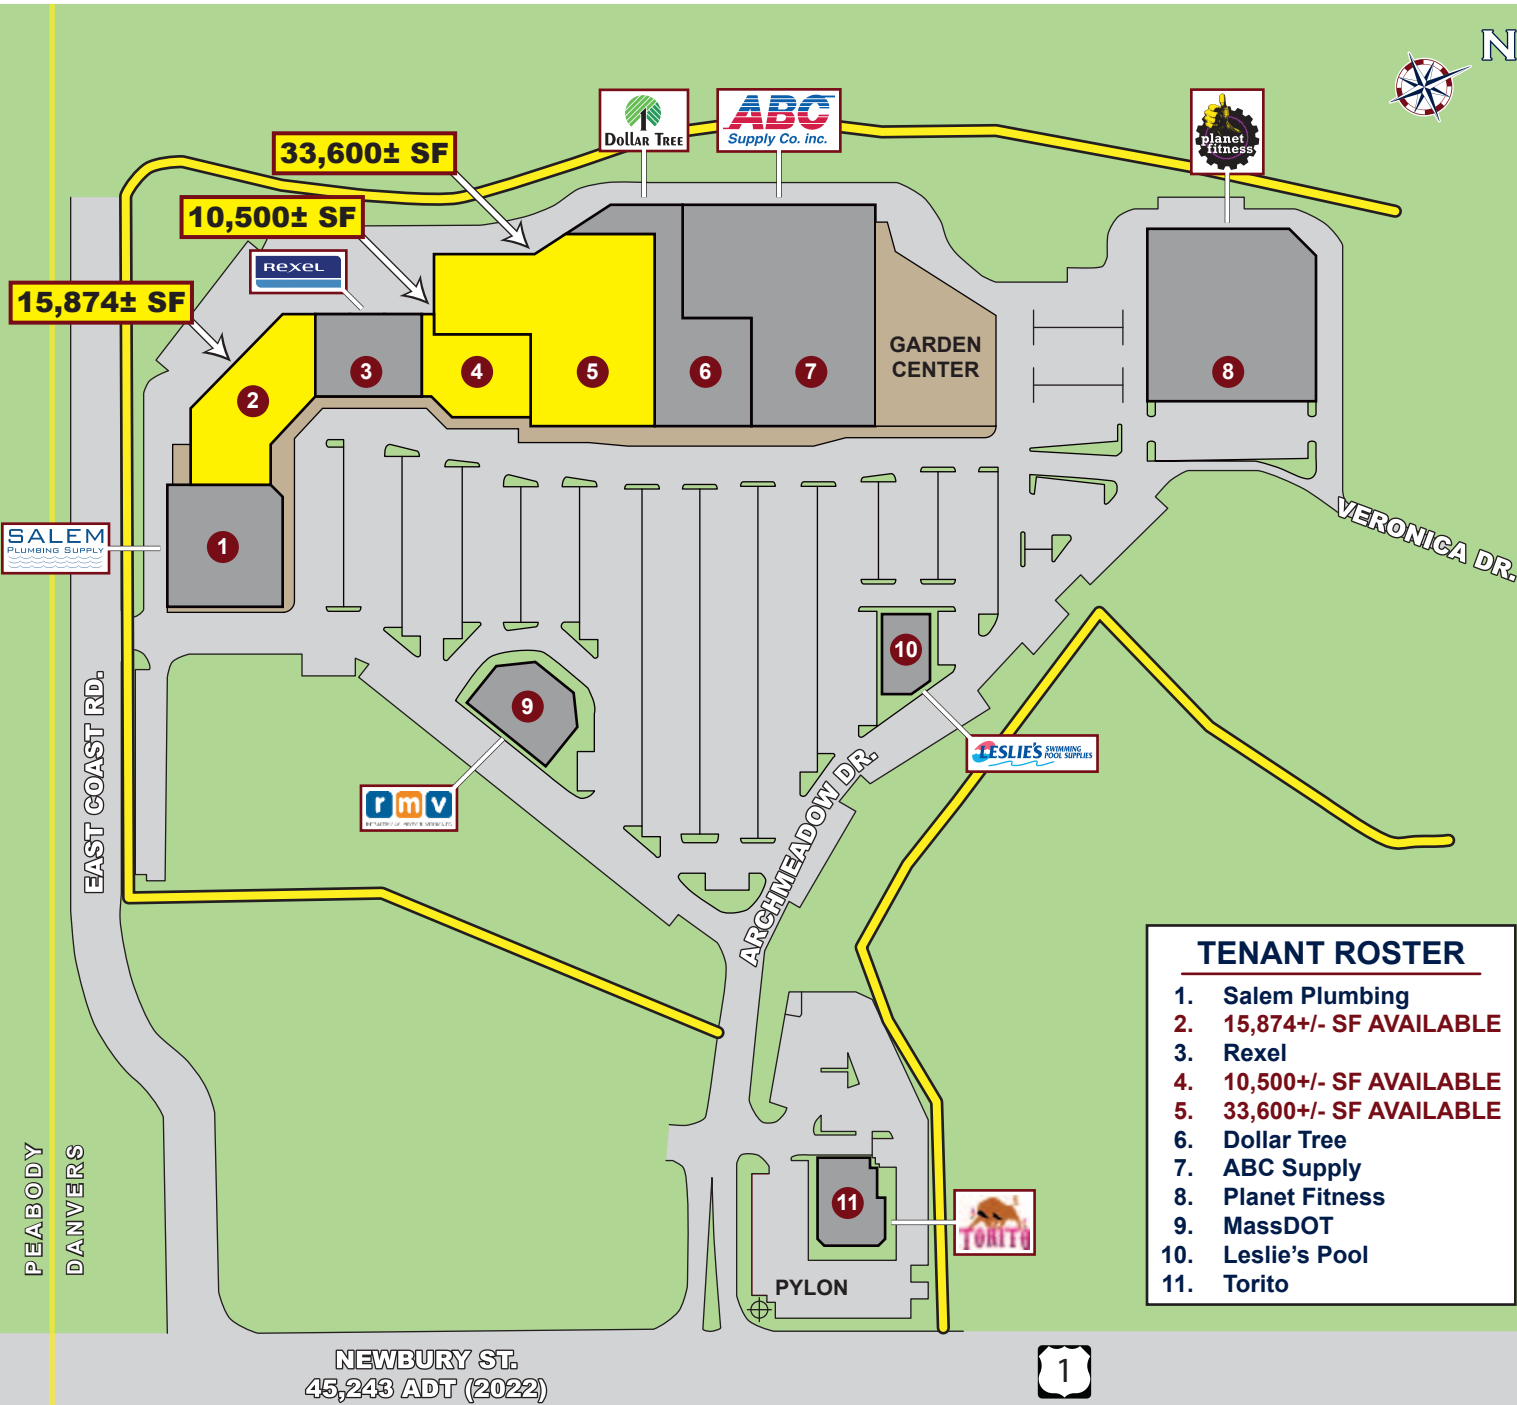 N
DOLLAR TREE
ABC
Supply Co. inc.
planet
fitness
33,600± SF
10,500± SF
REXEL
15,874± SF
GARDEN
CENTER
1
2
3
4
5
6
7
8
SALEM
PLUMBING SUPPLY
VERONICA DR.
10
9
LESLIE'S SWIMMING
POOL SUPPLIES
rmv
EAST COAST RD.
ARCHMEADOW DR.
PEABODY
DANVERS
11
TORITO
PYLON
NEWBURY ST.
45,243 ADT (2022)
1
TENANT ROSTER
1. Salem Plumbing
2. 15,874+/- SF AVAILABLE
3. Rexel
4. 10,500+/- SF AVAILABLE
5. 33,600+/- SF AVAILABLE
6. Dollar Tree
7. ABC Supply
8. Planet Fitness
9. MassDOT
10. Leslie's Pool
11. Torito